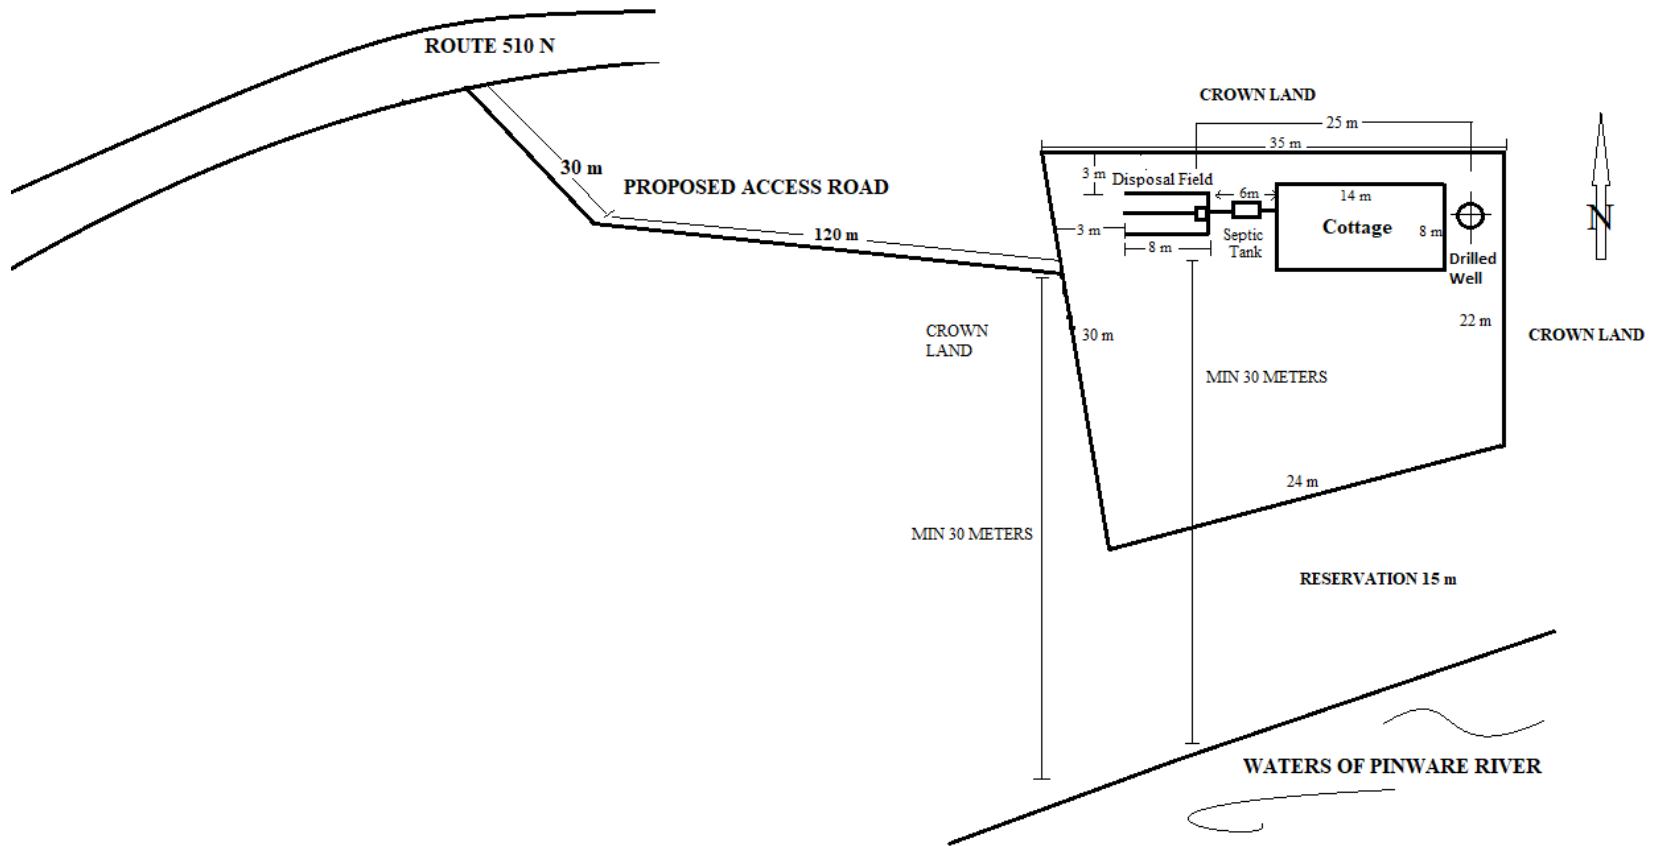 ROUTE 510 N
CROWN LAND
25 m
35 m
3 m
Disposal Field
6m
14 m
30 m
PROPOSED ACCESS ROAD
N
Cottage
8 m
3 m
120 m
Septic
Tank
8 m
Drilled
Well
22 m
CROWN
LAND
30 m
CROWN LAND
MIN 30 METERS
24 m
MIN 30 METERS
RESERVATION 15 m
WATERS OF PINWARE RIVER